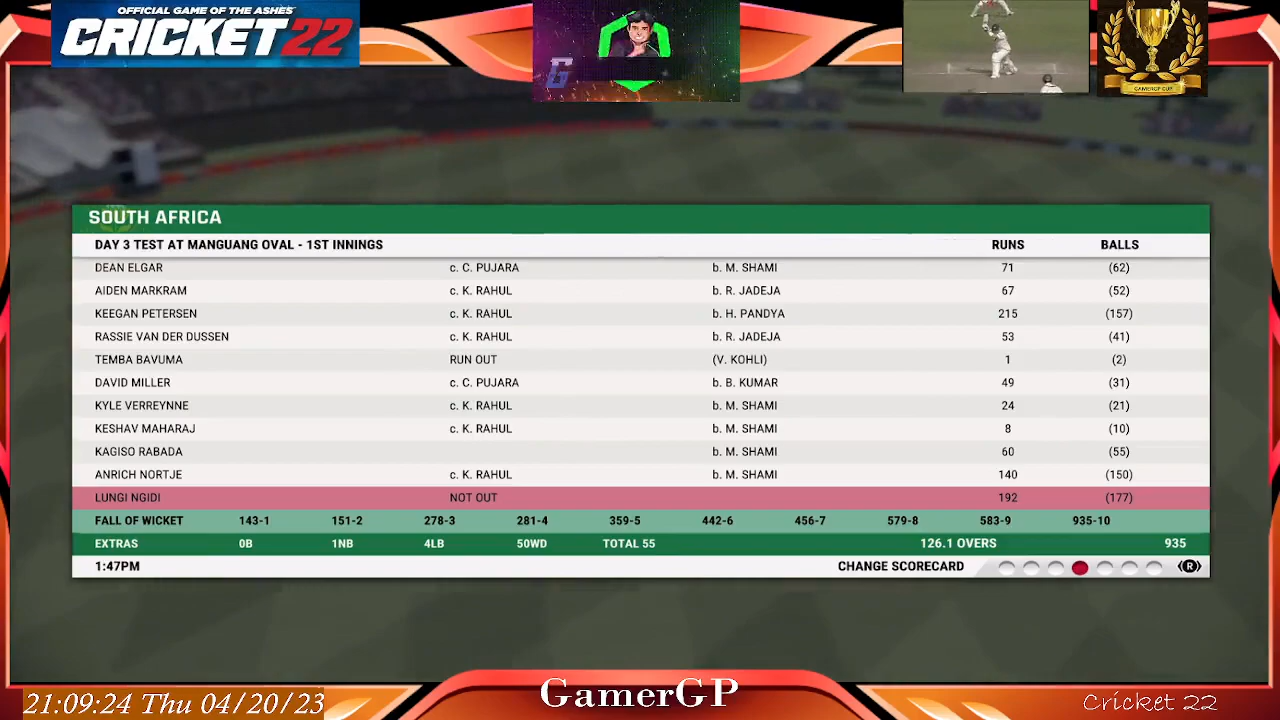 OFFICIAL GAME OF THE ASHES
CRICKET 22
G
GAMERGP CUP
SOUTH AFRICA
DAY 3 TEST AT MANGUANG OVAL - 1ST INNINGS RUNS BALLS
DEAN ELGAR c. C. PUJARA b. M. SHAMI 71 (62)
AIDEN MARKRAM c. K. RAHUL b. R. JADEJA 67 (52)
KEEGAN PETERSEN c. K. RAHUL b. H. PANDYA 215 (157)
RASSIE VAN DER DUSSEN c. K. RAHUL b. R. JADEJA 53 (41)
TEMBA BAVUMA RUN OUT (V. KOHLI) 1 (2)
DAVID MILLER c. C. PUJARA b. B. KUMAR 49 (31)
KYLE VERREYNNE c. K. RAHUL b. M. SHAMI 24 (21)
KESHAV MAHARAJ c. K. RAHUL b. M. SHAMI 8 (10)
KAGISO RABADA b. M. SHAMI 60 (55)
ANRICH NORTJE c. K. RAHUL b. M. SHAMI 140 (150)
LUNGI NGIDI NOT OUT 192 (177)
FALL OF WICKET 143-1 151-2 278-3 281-4 359-5 442-6 456-7 579-8 583-9 935-10
EXTRAS 0B 1NB 4LB 50WD TOTAL 55 126.1 OVERS 935
1:47PM CHANGE SCORECARD R
21:09:24 Thu 04/20/23 GamerGP Cricket 22